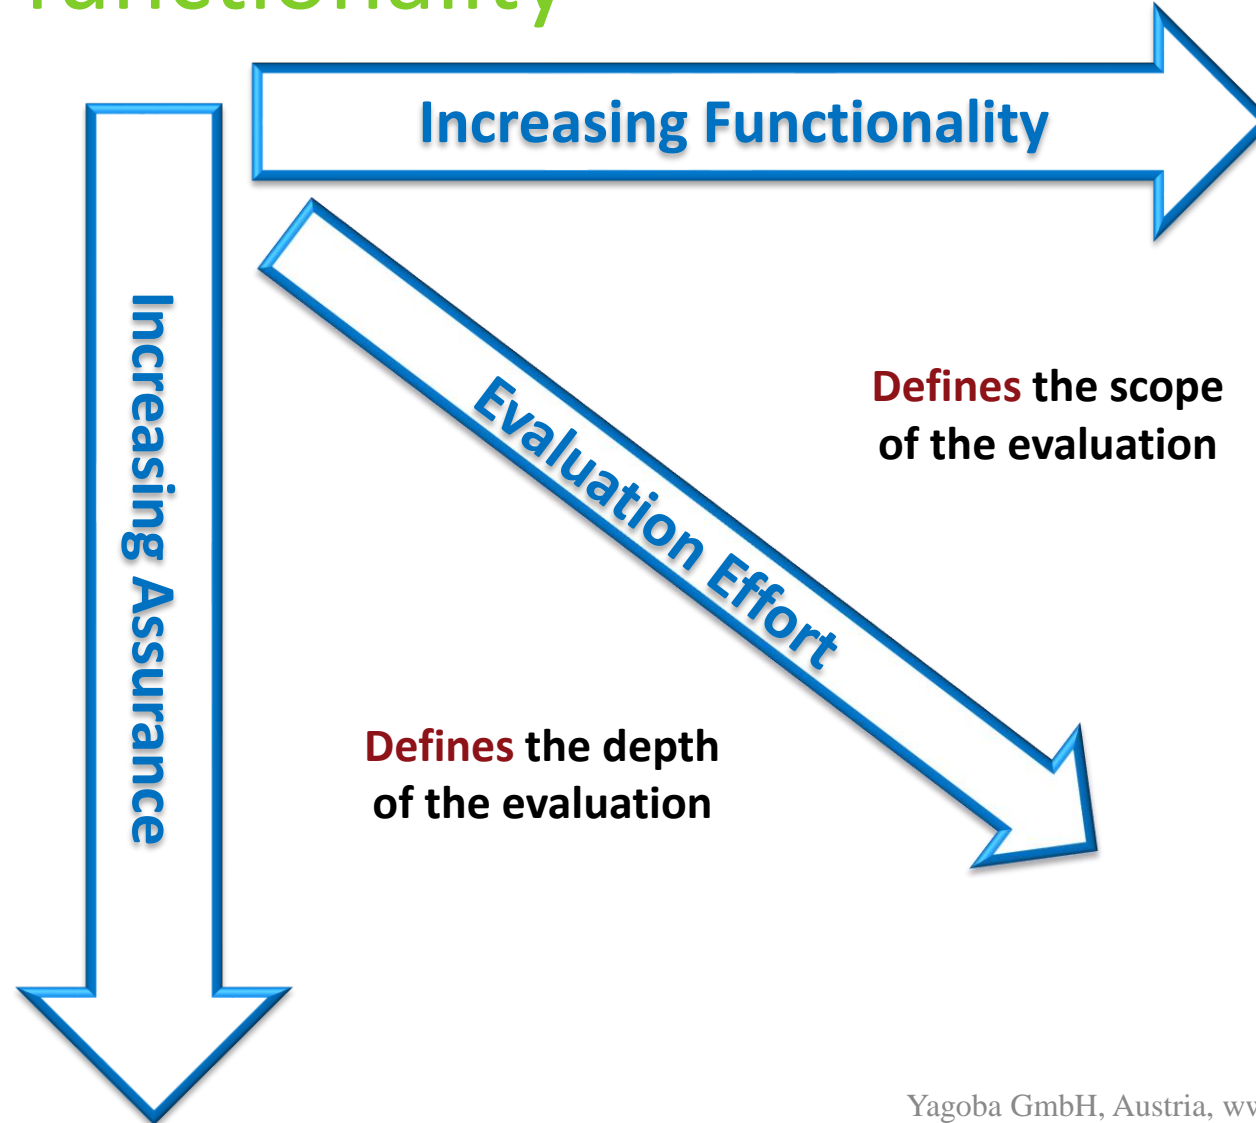 functionality
Increasing Functionality
Increasing Assurance
Evaluation Effort
Defines the scope
of the evaluation
Defines the depth
of the evaluation
Yagoba GmbH, Austria,